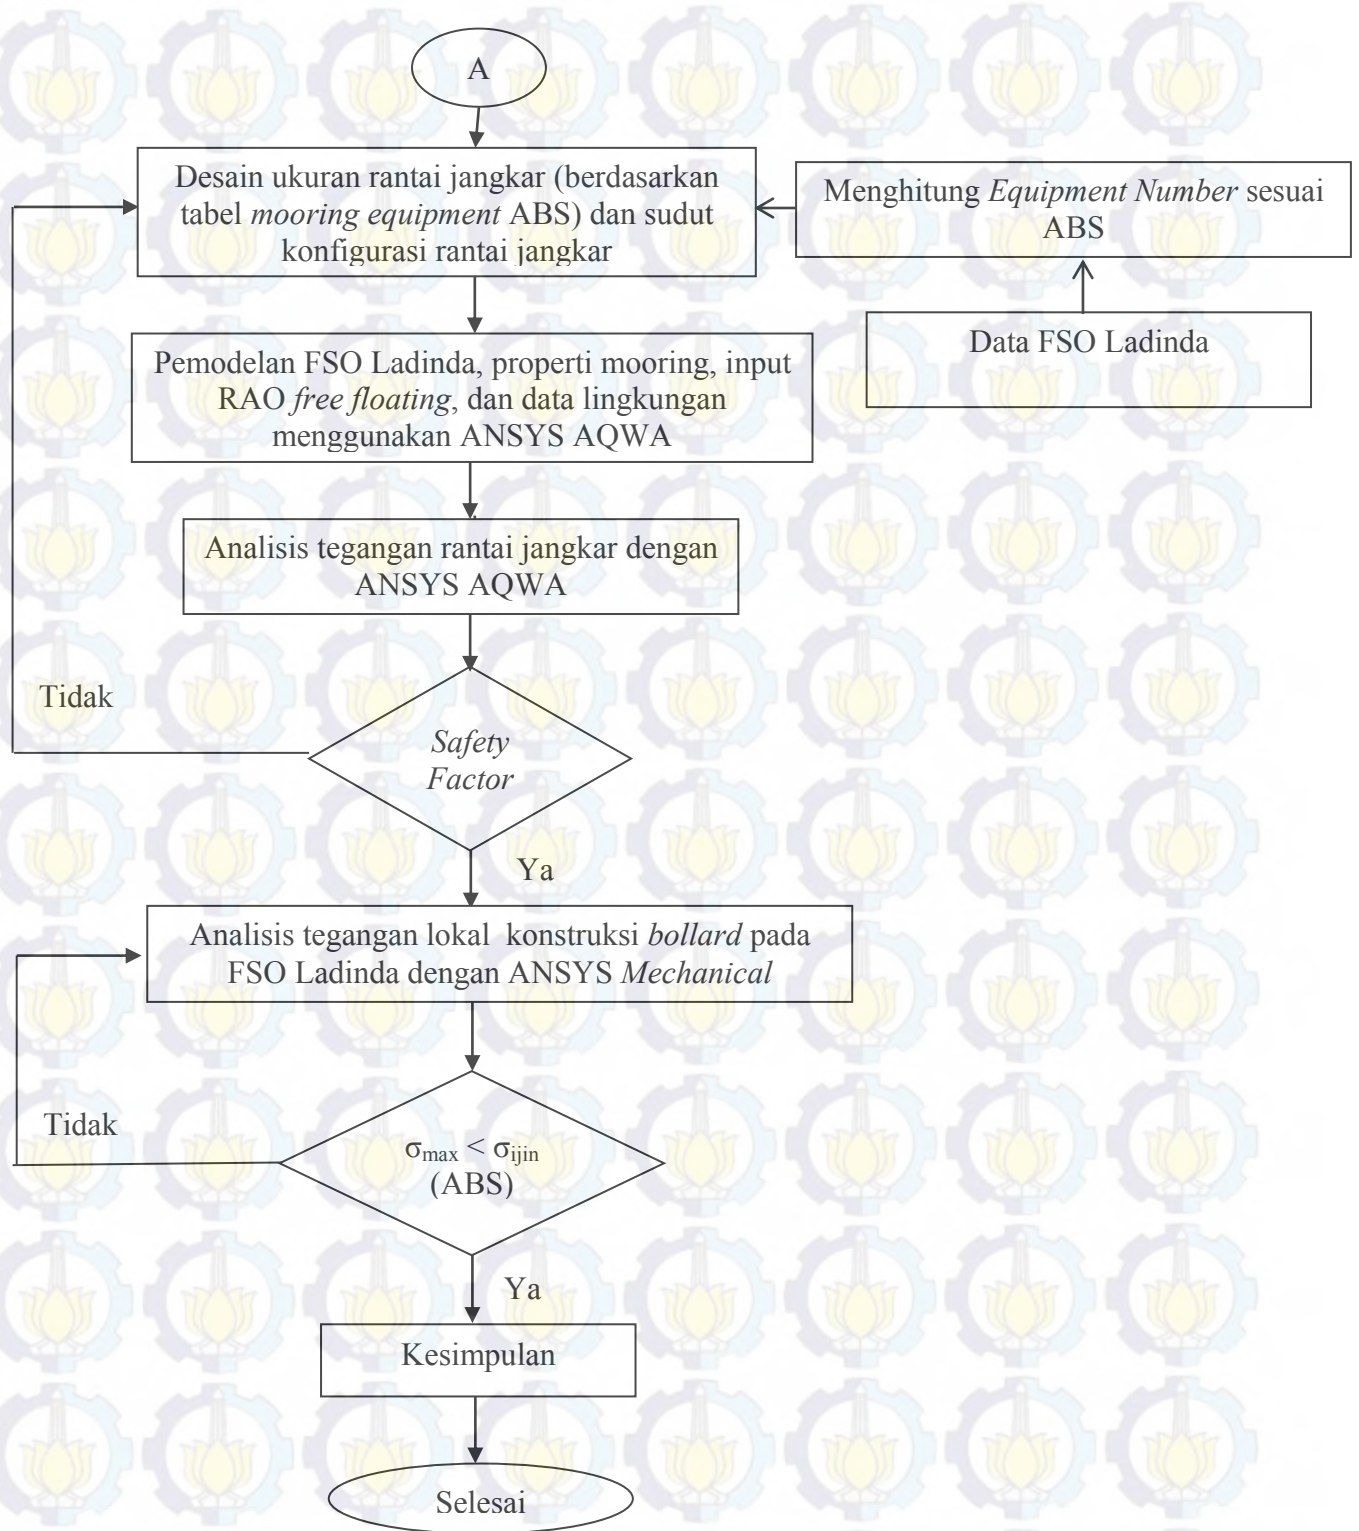 A
Desain ukuran rantai jangkar (berdasarkan
tabel mooring equipment ABS) dan sudut
konfigurasi rantai jangkar
Menghitung Equipment Number sesuai
ABS
Data FSO Ladinda
Pemodelan FSO Ladinda, properti mooring, input
RAO free floating, dan data lingkungan
menggunakan ANSYS AQWA
Analisis tegangan rantai jangkar dengan
ANSYS AQWA
Tidak
Safety
Factor
Ya
Analisis tegangan lokal  konstruksi bollard pada
FSO Ladinda dengan ANSYS Mechanical
Tidak
σmax < σijin
(ABS)
Ya
Kesimpulan
Selesai